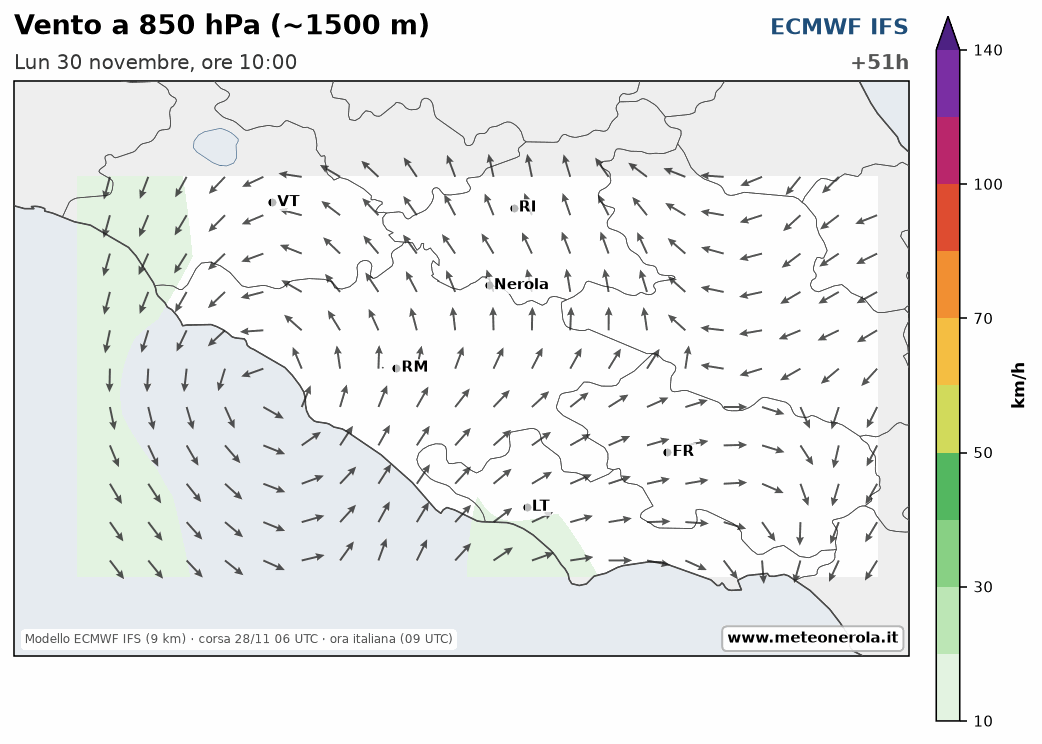 Vento a 850 hPa (~1500 m)
ECMWF IFS
Lun 30 novembre, ore 10:00
+51h
140
100
70
50
30
10
km/h
VT
RI
Nerola
RM
FR
LT
Modello ECMWF IFS (9 km) · corsa 28/11 06 UTC · ora italiana (09 UTC)
www.meteonerola.it